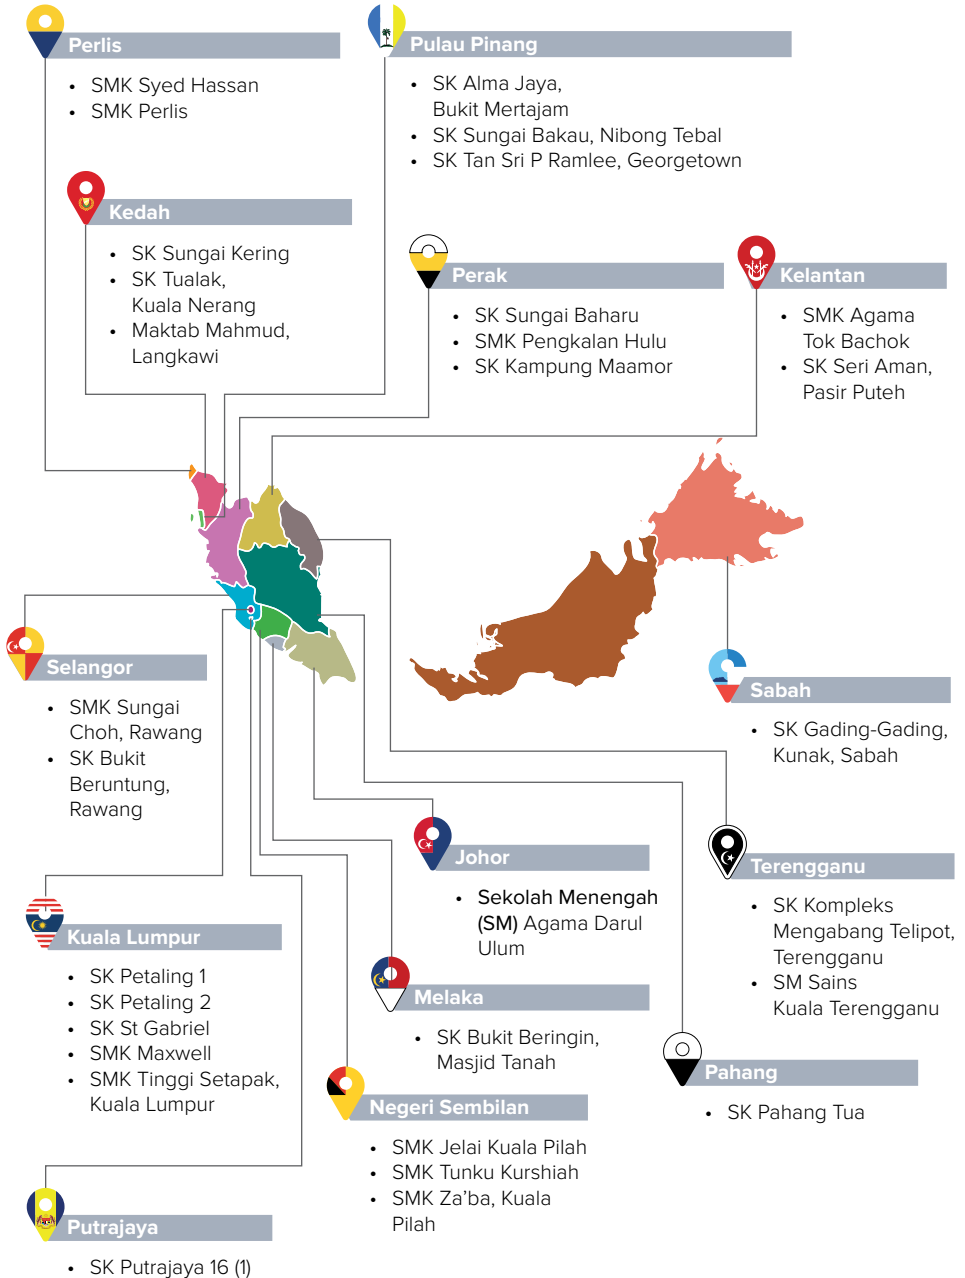 Perlis
• SMK Syed Hassan
• SMK Perlis
Pulau Pinang
• SK Alma Jaya,
Bukit Mertajam
• SK Sungai Bakau, Nibong Tebal
• SK Tan Sri P Ramlee, Georgetown
Kedah
• SK Sungai Kering
• SK Tualak,
Kuala Nerang
• Maktab Mahmud,
Langkawi
Perak
• SK Sungai Baharu
• SMK Pengkalan Hulu
• SK Kampung Maamor
Kelantan
• SMK Agama
Tok Bachok
• SK Seri Aman,
Pasir Puteh
Selangor
• SMK Sungai
Choh, Rawang
• SK Bukit
Beruntung,
Rawang
Sabah
• SK Gading-Gading,
Kunak, Sabah
Johor
• Sekolah Menengah
(SM) Agama Darul
Ulum
Terengganu
• SK Kompleks
Mengabang Telipot,
Terengganu
• SM Sains
Kuala Terengganu
Kuala Lumpur
• SK Petaling 1
• SK Petaling 2
• SK St Gabriel
• SMK Maxwell
• SMK Tinggi Setapak,
Kuala Lumpur
Melaka
• SK Bukit Beringin,
Masjid Tanah
Pahang
• SK Pahang Tua
Negeri Sembilan
• SMK Jelai Kuala Pilah
• SMK Tunku Kurshiah
• SMK Za’ba, Kuala
Pilah
Putrajaya
• SK Putrajaya 16 (1)